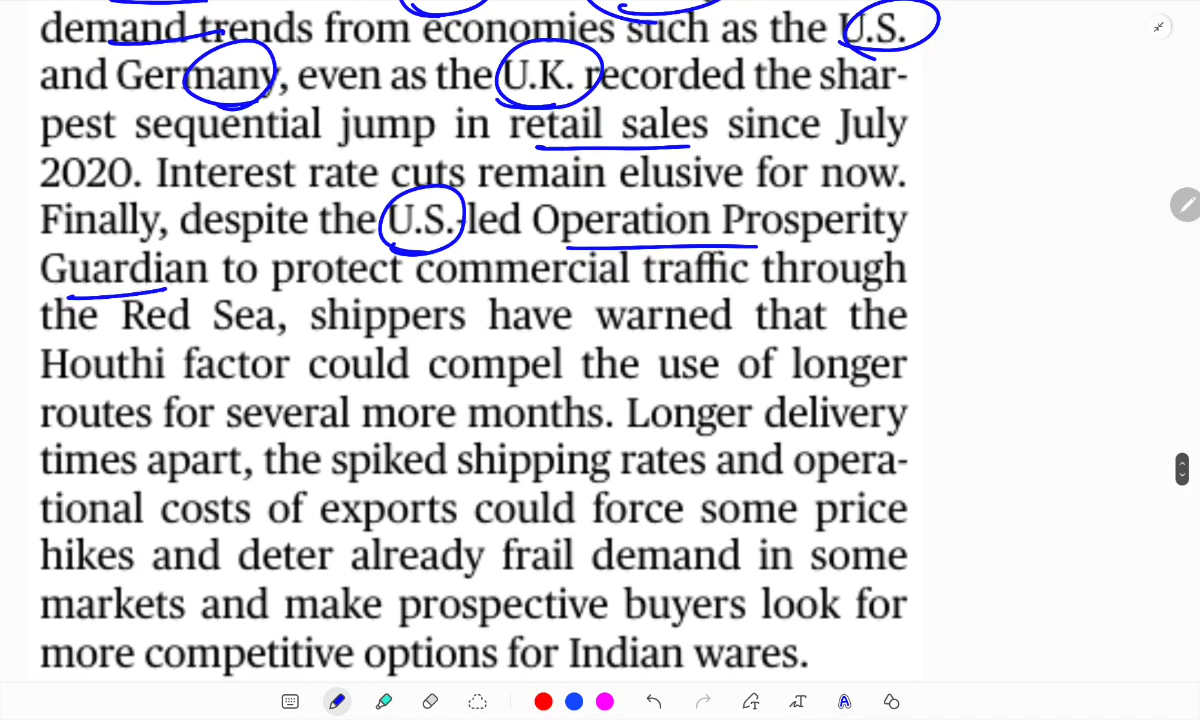 demand trends from economies such as the U.S.
and Germany, even as the U.K. recorded the shar-
pest sequential jump in retail sales since July
2020. Interest rate cuts remain elusive for now.
Finally, despite the U.S.-led Operation Prosperity
Guardian to protect commercial traffic through
the Red Sea, shippers have warned that the
Houthi factor could compel the use of longer
routes for several more months. Longer delivery
times apart, the spiked shipping rates and opera-
tional costs of exports could force some price
hikes and deter already frail demand in some
markets and make prospective buyers look for
more competitive options for Indian wares.